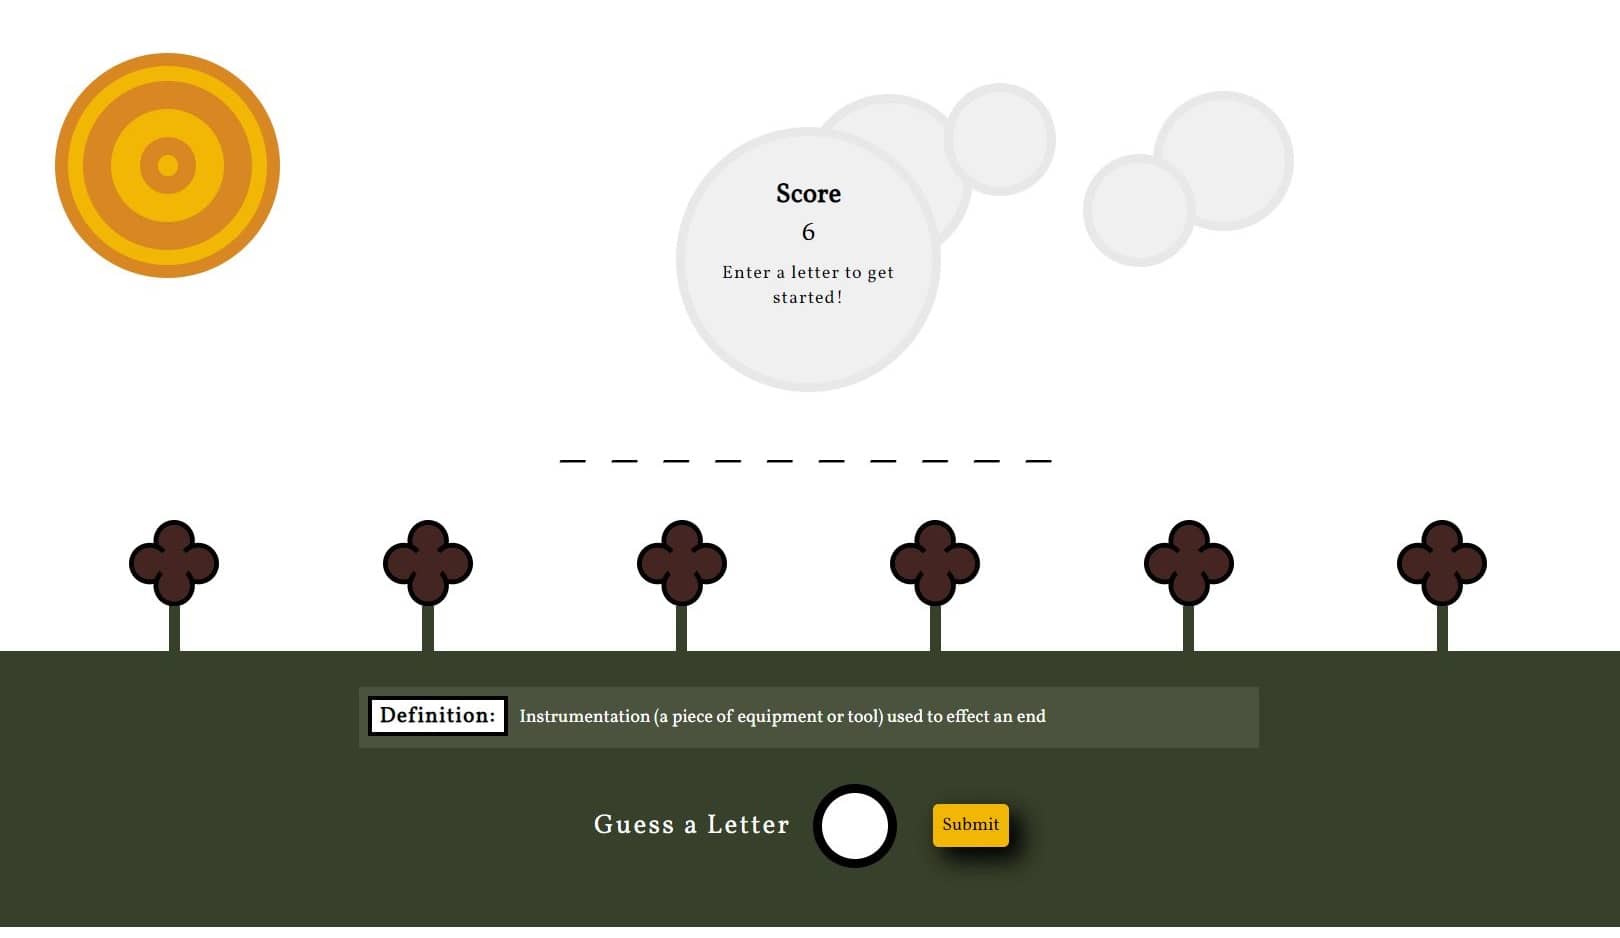 Score
6
Enter a letter to get
started!
_ _ _ _ _ _ _ _ _ _
Definition: Instrumentation (a piece of equipment or tool) used to effect an end
Guess a Letter
Submit